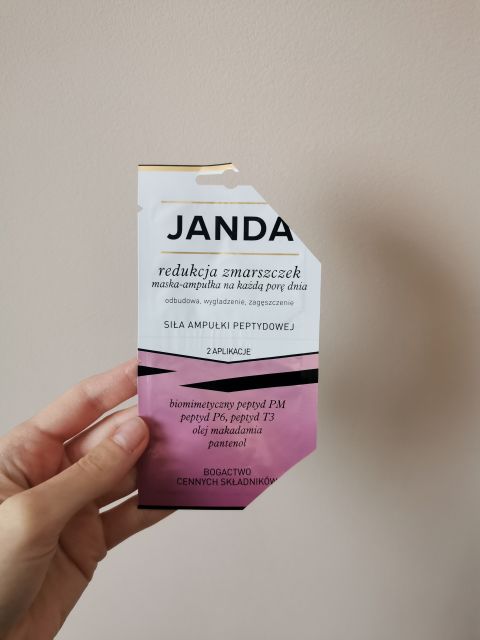 JANDA
redukcja zmarszczek
maska-ampułka na każdą porę dnia
odbudowa, wygładzenie, zagęszczenie
SIŁA AMPUŁKI PEPTYDOWEJ
2 APLIKACJE
biomimetyczny peptyd PM
peptyd P6, peptyd T3
olej makadamia
pantenol
BOGACTWO
CENNYCH SKŁADNIKÓW